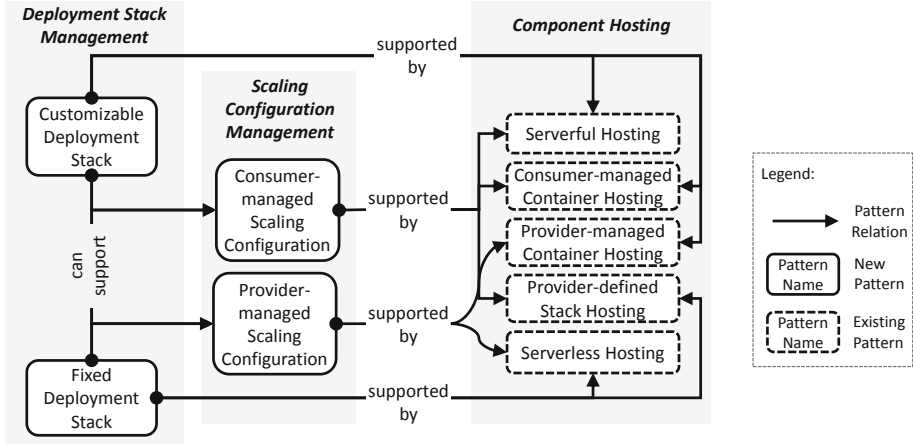 Deployment Stack
Management
Component Hosting
supported
by
Scaling
Configuration
Management
Customizable
Deployment
Stack
Serverful Hosting
Consumer-
managed
Scaling
Configuration
supported
by
Consumer-managed
Container Hosting
can
support
Provider-managed
Container Hosting
Provider-
managed
Scaling
Configuration
supported
by
Provider-defined
Stack Hosting
Serverless Hosting
Fixed
Deployment
Stack
supported
by
Legend:
Pattern
Relation
Pattern
Name
New
Pattern
Pattern
Name
Existing
Pattern